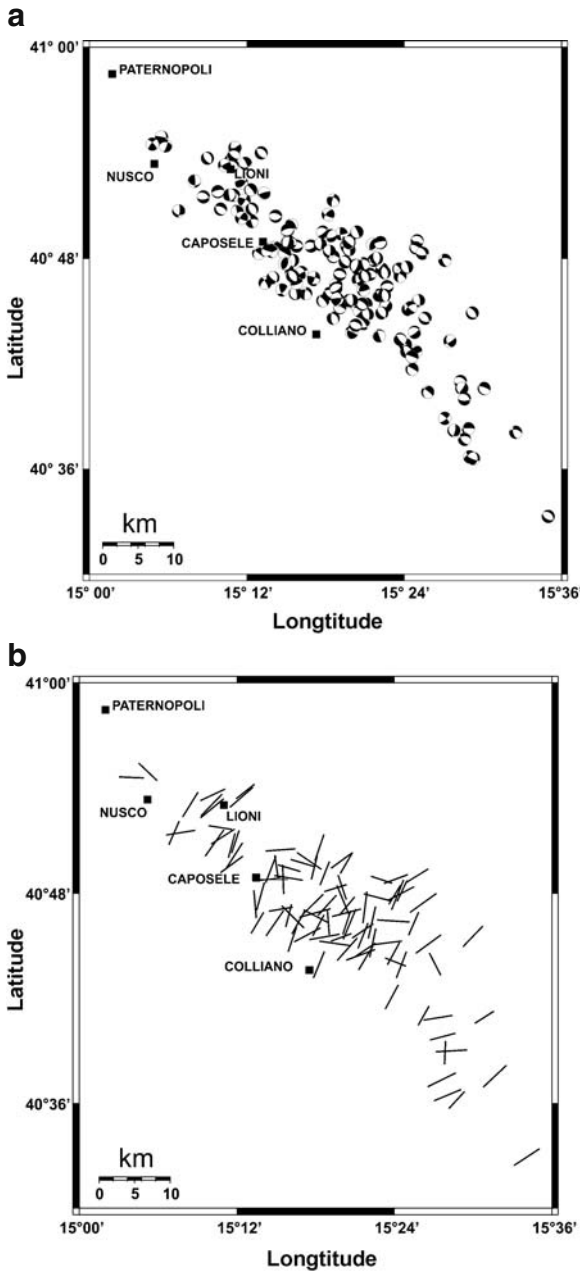 a
41° 00'
PATERNOPOLI
NUSCO
LIONI
CAPOSELE
40° 48'
COLLIANO
Latitude
40° 36'
km
0 5 10
15° 00' 15° 12' 15° 24' 15° 36'
Longtitude
b
41° 00'
PATERNOPOLI
NUSCO
LIONI
CAPOSELE
40°48'
COLLIANO
Latitude
40°36'
km
0 5 10
15°00' 15°12' 15°24' 15°36'
Longtitude